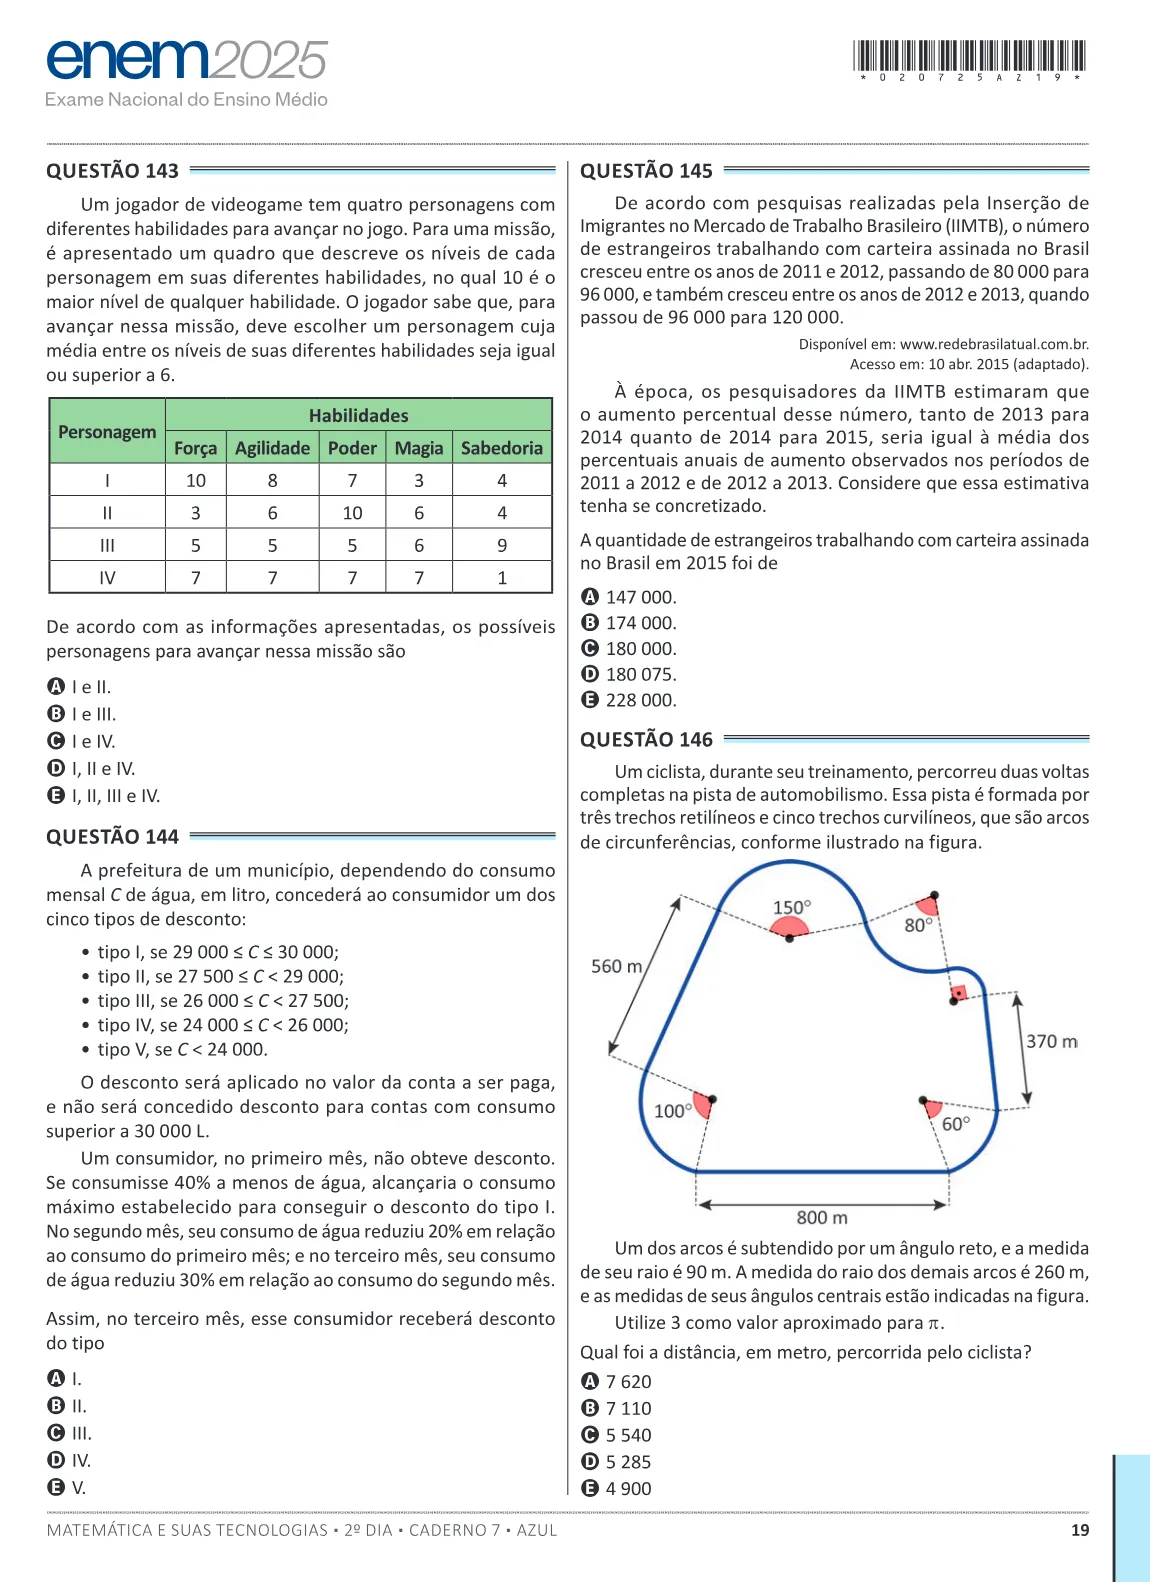 enem2025
Exame Nacional do Ensino Médio
*020725AZ19*
QUESTÃO 143
Um jogador de videogame tem quatro personagens com
diferentes habilidades para avançar no jogo. Para uma missão,
é apresentado um quadro que descreve os níveis de cada
personagem em suas diferentes habilidades, no qual 10 é o
maior nível de qualquer habilidade. O jogador sabe que, para
avançar nessa missão, deve escolher um personagem cuja
média entre os níveis de suas diferentes habilidades seja igual
ou superior a 6.
Personagem Habilidades
Força Agilidade Poder Magia Sabedoria
I 10 8 7 3 4
II 3 6 10 6 4
III 5 5 5 6 9
IV 7 7 7 7 1
De acordo com as informações apresentadas, os possíveis
personagens para avançar nessa missão são
A I e II.
B I e III.
C I e IV.
D I, II e IV.
E I, II, III e IV.
QUESTÃO 144
A prefeitura de um município, dependendo do consumo
mensal C de água, em litro, concederá ao consumidor um dos
cinco tipos de desconto:
• tipo I, se 29 000 ≤ C ≤ 30 000;
• tipo II, se 27 500 ≤ C < 29 000;
• tipo III, se 26 000 ≤ C < 27 500;
• tipo IV, se 24 000 ≤ C < 26 000;
• tipo V, se C < 24 000.
O desconto será aplicado no valor da conta a ser paga,
e não será concedido desconto para contas com consumo
superior a 30 000 L.
Um consumidor, no primeiro mês, não obteve desconto.
Se consumisse 40% a menos de água, alcançaria o consumo
máximo estabelecido para conseguir o desconto do tipo I.
No segundo mês, seu consumo de água reduziu 20% em relação
ao consumo do primeiro mês; e no terceiro mês, seu consumo
de água reduziu 30% em relação ao consumo do segundo mês.
Assim, no terceiro mês, esse consumidor receberá desconto
do tipo
A I.
B II.
C III.
D IV.
E V.
QUESTÃO 145
De acordo com pesquisas realizadas pela Inserção de
Imigrantes no Mercado de Trabalho Brasileiro (IIMTB), o número
de estrangeiros trabalhando com carteira assinada no Brasil
cresceu entre os anos de 2011 e 2012, passando de 80 000 para
96 000, e também cresceu entre os anos de 2012 e 2013, quando
passou de 96 000 para 120 000.
Disponível em: www.redebrasilatual.com.br.
Acesso em: 10 abr. 2015 (adaptado).
À época, os pesquisadores da IIMTB estimaram que
o aumento percentual desse número, tanto de 2013 para
2014 quanto de 2014 para 2015, seria igual à média dos
percentuais anuais de aumento observados nos períodos de
2011 a 2012 e de 2012 a 2013. Considere que essa estimativa
tenha se concretizado.
A quantidade de estrangeiros trabalhando com carteira assinada
no Brasil em 2015 foi de
A 147 000.
B 174 000.
C 180 000.
D 180 075.
E 228 000.
QUESTÃO 146
Um ciclista, durante seu treinamento, percorreu duas voltas
completas na pista de automobilismo. Essa pista é formada por
três trechos retilíneos e cinco trechos curvilíneos, que são arcos
de circunferências, conforme ilustrado na figura.
150°
80°
560 m
370 m
100°
60°
800 m
Um dos arcos é subtendido por um ângulo reto, e a medida
de seu raio é 90 m. A medida do raio dos demais arcos é 260 m,
e as medidas de seus ângulos centrais estão indicadas na figura.
Utilize 3 como valor aproximado para π.
Qual foi a distância, em metro, percorrida pelo ciclista?
A 7 620
B 7 110
C 5 540
D 5 285
E 4 900
MATEMÁTICA E SUAS TECNOLOGIAS • 2º DIA • CADERNO 7 • AZUL
19